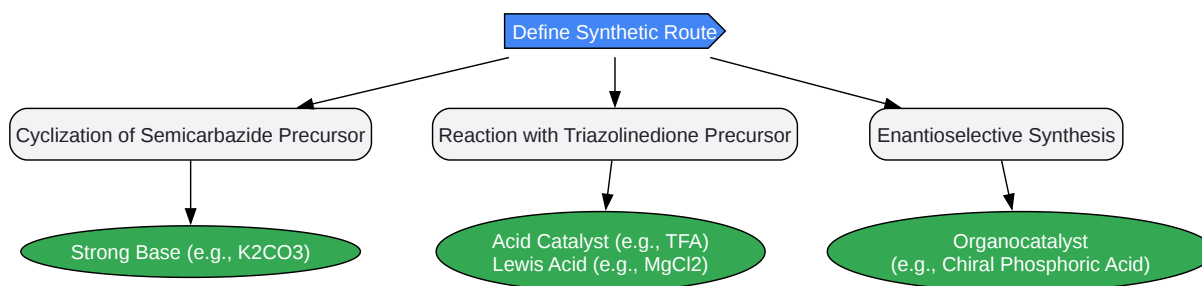 Define Synthetic Route
Cyclization of Semicarbazide Precursor
Reaction with Triazolinedione Precursor
Enantioselective Synthesis
Strong Base (e.g., K2CO3)
Acid Catalyst (e.g., TFA)
Lewis Acid (e.g., MgCl2)
Organocatalyst
(e.g., Chiral Phosphoric Acid)